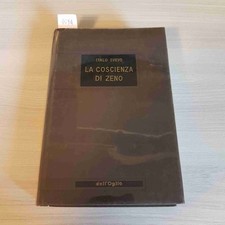 ITALO SVEVO
LA COSCIENZA
DI ZENO
dall'Oglio